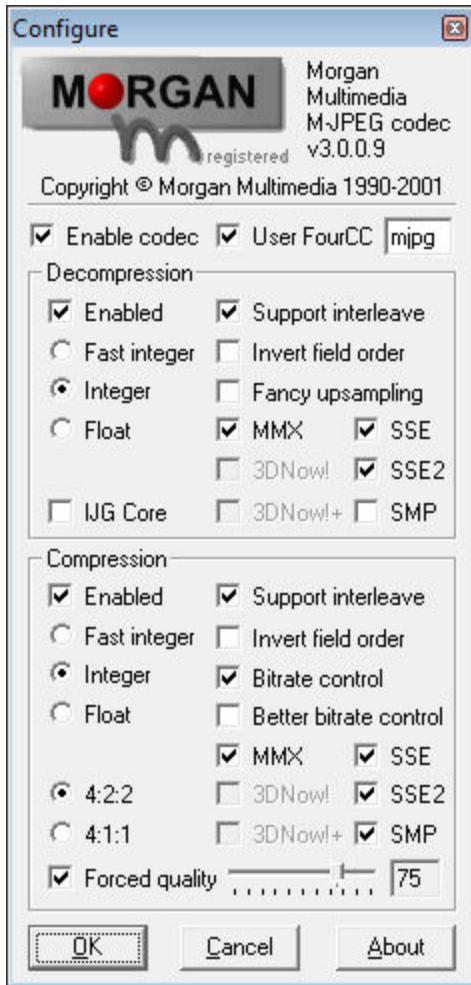 Configure
MORGAN
m registered
Morgan
Multimedia
M-JPEG codec
v3.0.0.9
Copyright © Morgan Multimedia 1990-2001
Enable codec User FourCC mjpg
Decompression
Enabled Support interleave
Fast integer Invert field order
Integer Fancy upsampling
Float MMX SSE
3DNow! SSE2
IJG Core 3DNow!+ SMP
Compression
Enabled Support interleave
Fast integer Invert field order
Integer Bitrate control
Float Better bitrate control
MMX SSE
4:2:2 3DNow! SSE2
4:1:1 3DNow!+ SMP
Forced quality 75
OK Cancel About